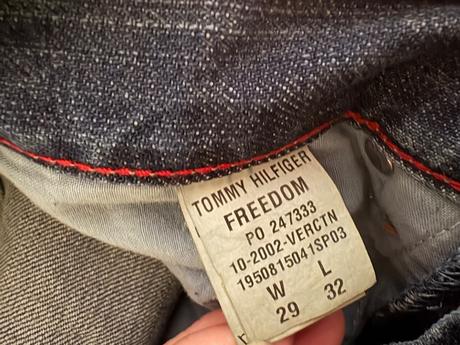 TOMMY HILFIGER
FREEDOM
PO 247333
10-2002-VERCTN
1950815041SP03
W L
29 32